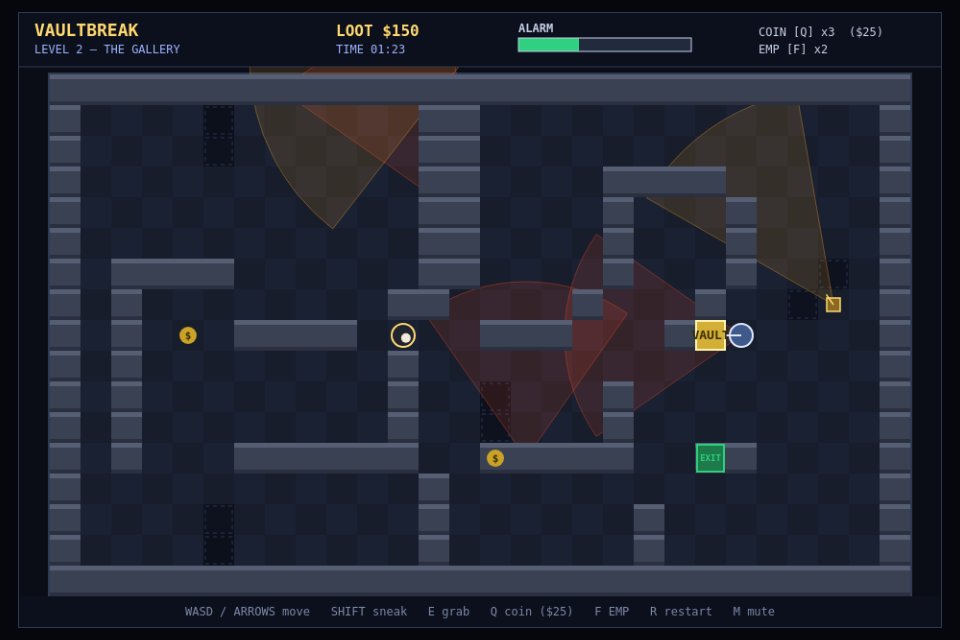 VAULTBREAK
LEVEL 2 — THE GALLERY
LOOT $150
TIME 01:23
ALARM
COIN [Q] x3  ($25)
EMP [F] x2
$
VAULT
$
EXIT
WASD / ARROWS move   SHIFT sneak   E grab   Q coin ($25)   F EMP   R restart   M mute